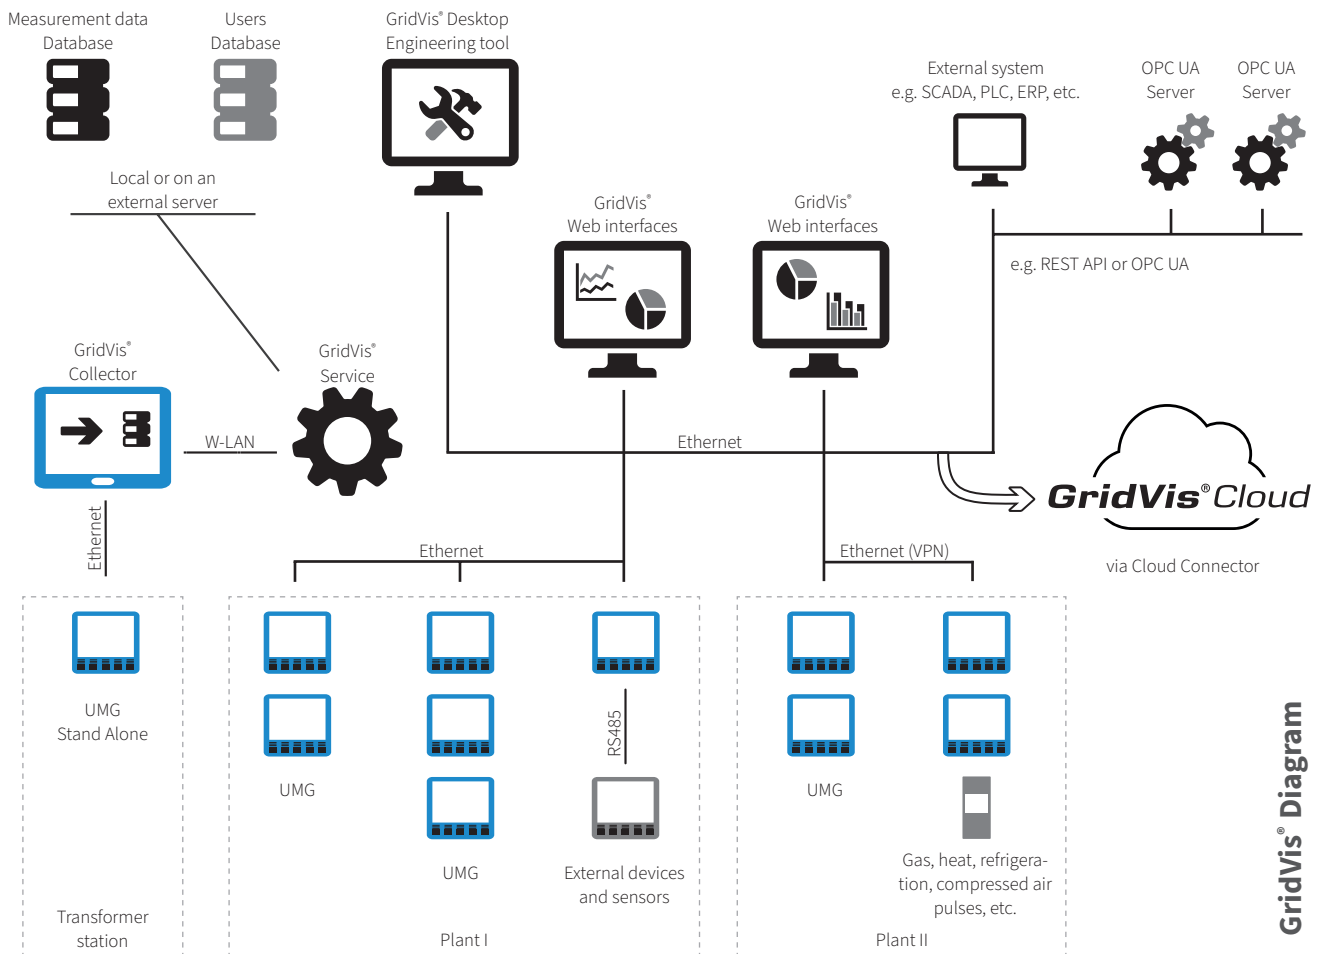 Measurement data
Database
Users
Database
GridVis® Desktop
Engineering tool
External system
e.g. SCADA, PLC, ERP, etc.
OPC UA
Server
OPC UA
Server
Local or on an
external server
GridVis®
Web interfaces
GridVis®
Web interfaces
e.g. REST API or OPC UA
GridVis®
Collector
GridVis®
Service
W-LAN
Ethernet
GridVis® Cloud
via Cloud Connector
Ethernet
Ethernet
Ethernet (VPN)
UMG
Stand Alone
RS485
UMG
UMG
UMG
External devices
and sensors
Gas, heat, refrigera-
tion, compressed air
pulses, etc.
Transformer
station
Plant I
Plant II
GridVis® Diagram